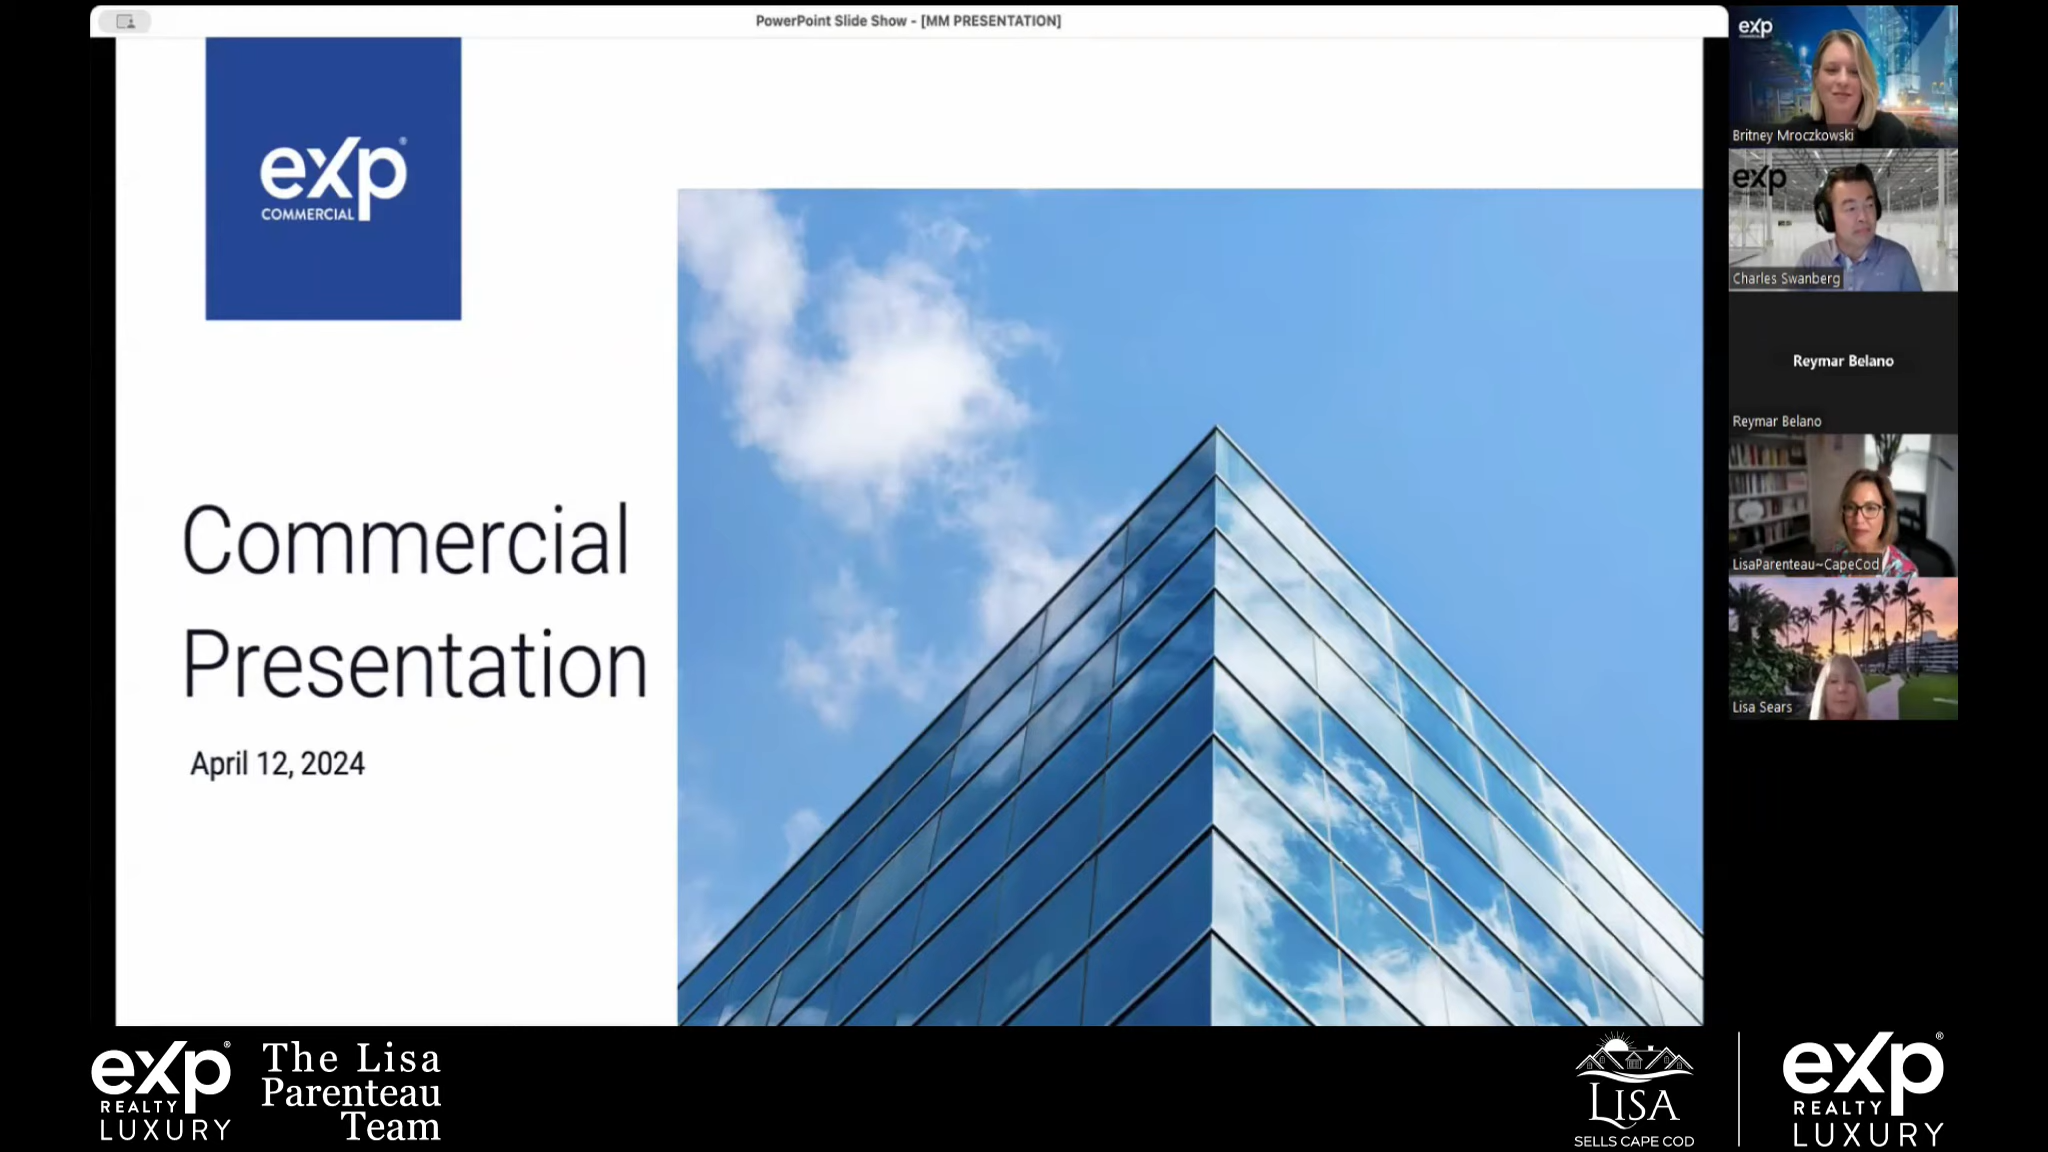 PowerPoint Slide Show - [MM PRESENTATION]
exp®
COMMERCIAL
Commercial
Presentation
April 12, 2024
exp
Britney Mroczkowski
exp
Charles Swanberg
Reymar Belano
Reymar Belano
LisaParenteau~CapeCod
Lisa Sears
exp®
REALTY
LUXURY
The Lisa
Parenteau
Team
LISA
SELLS CAPE COD
exp®
REALTY
LUXURY